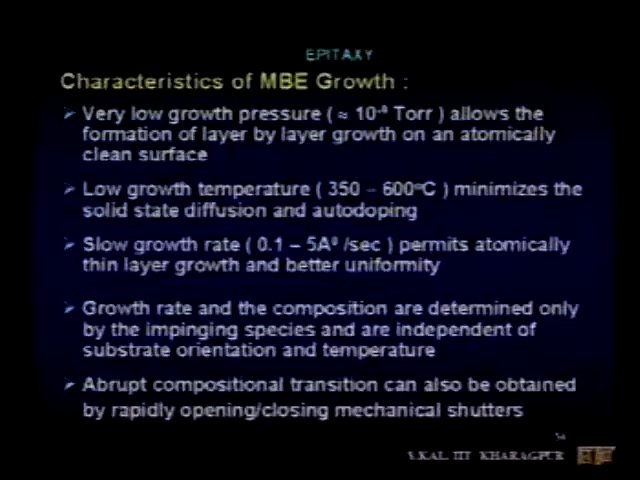 EPITAXY
Characteristics of MBE Growth :
➢ Very low growth pressure ( ≈ 10⁻⁸ Torr ) allows the
formation of layer by layer growth on an atomically
clean surface
➢ Low growth temperature ( 350 – 600°C ) minimizes the
solid state diffusion and autodoping
➢ Slow growth rate ( 0.1 – 5A⁰ /sec ) permits atomically
thin layer growth and better uniformity
➢ Growth rate and the composition are determined only
by the impinging species and are independent of
substrate orientation and temperature
➢ Abrupt compositional transition can also be obtained
by rapidly opening/closing mechanical shutters
S.KAL, IIT KHARAGPUR